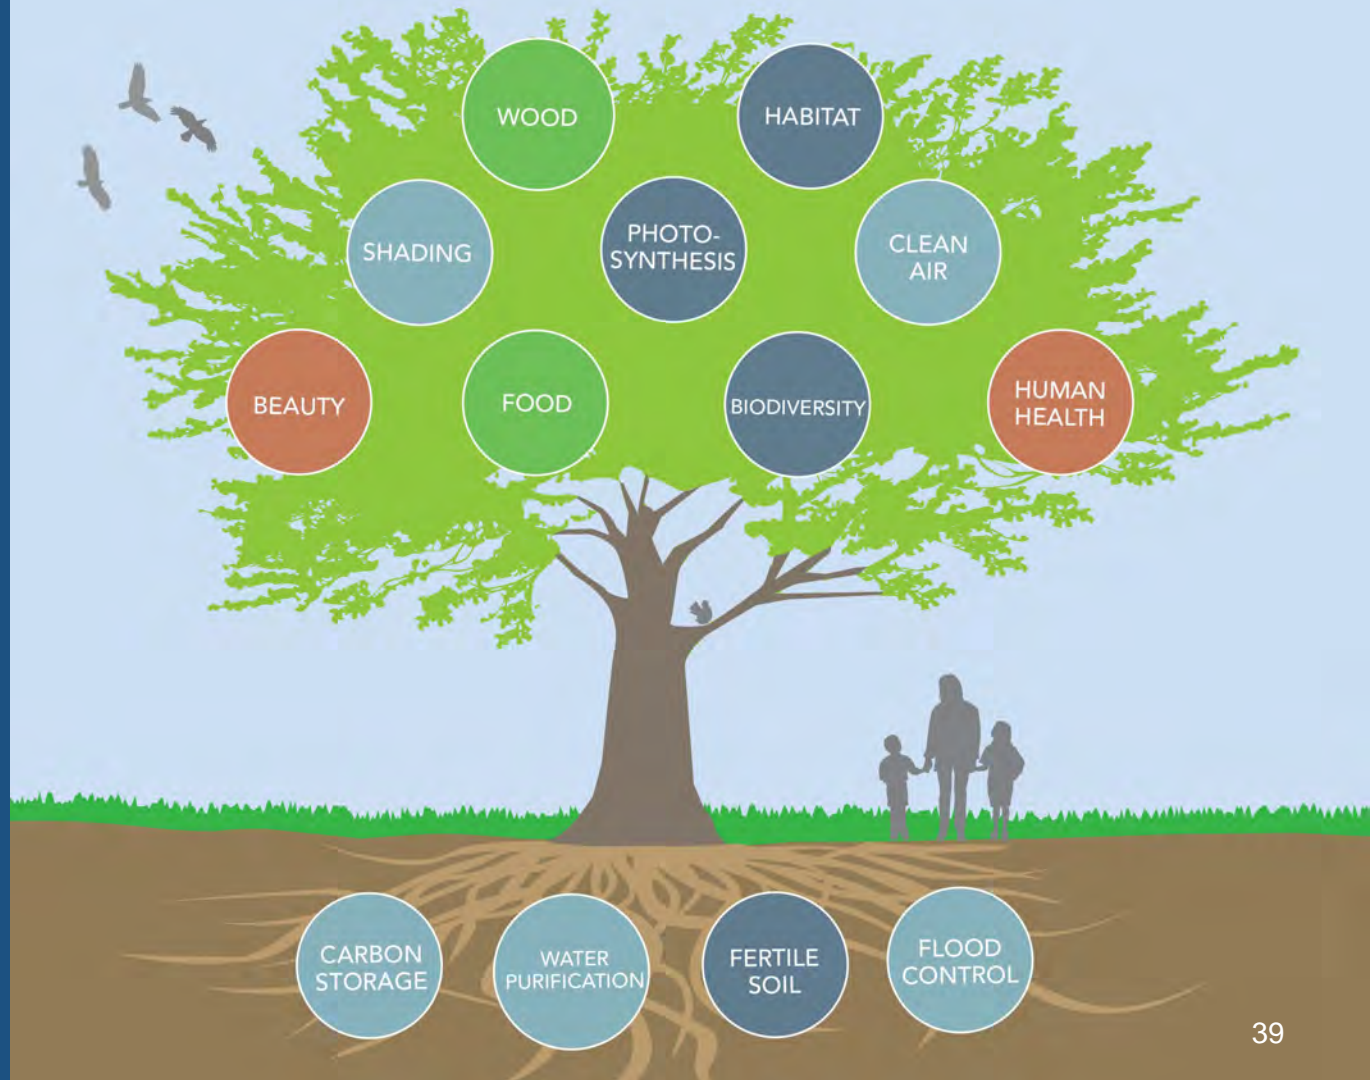 WOOD
HABITAT
SHADING
PHOTO-
SYNTHESIS
CLEAN
AIR
BEAUTY
FOOD
BIODIVERSITY
HUMAN
HEALTH
CARBON
STORAGE
WATER
PURIFICATION
FERTILE
SOIL
FLOOD
CONTROL
39